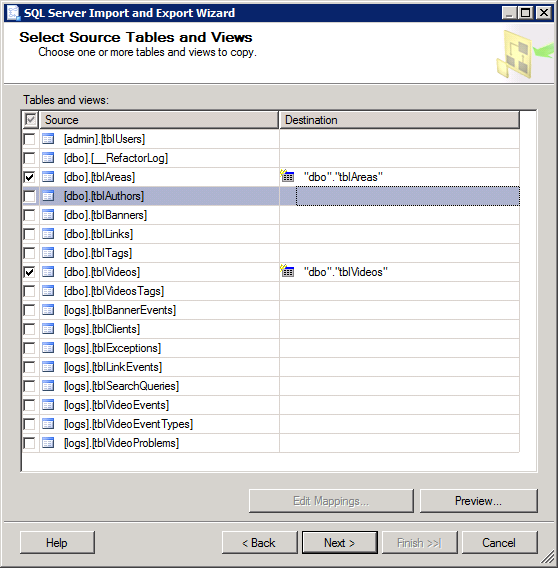 SQL Server Import and Export Wizard
Select Source Tables and Views
Choose one or more tables and views to copy.
Tables and views:
Source Destination
[admin].[tblUsers]
[dbo].[__RefactorLog]
[dbo].[tblAreas] "dbo"."tblAreas"
[dbo].[tblAuthors]
[dbo].[tblBanners]
[dbo].[tblLinks]
[dbo].[tblTags]
[dbo].[tblVideos] "dbo"."tblVideos"
[dbo].[tblVideosTags]
[logs].[tblBannerEvents]
[logs].[tblClients]
[logs].[tblExceptions]
[logs].[tblLinkEvents]
[logs].[tblSearchQueries]
[logs].[tblVideoEvents]
[logs].[tblVideoEventTypes]
[logs].[tblVideoProblems]
Edit Mappings... Preview...
Help < Back Next > Finish >>| Cancel